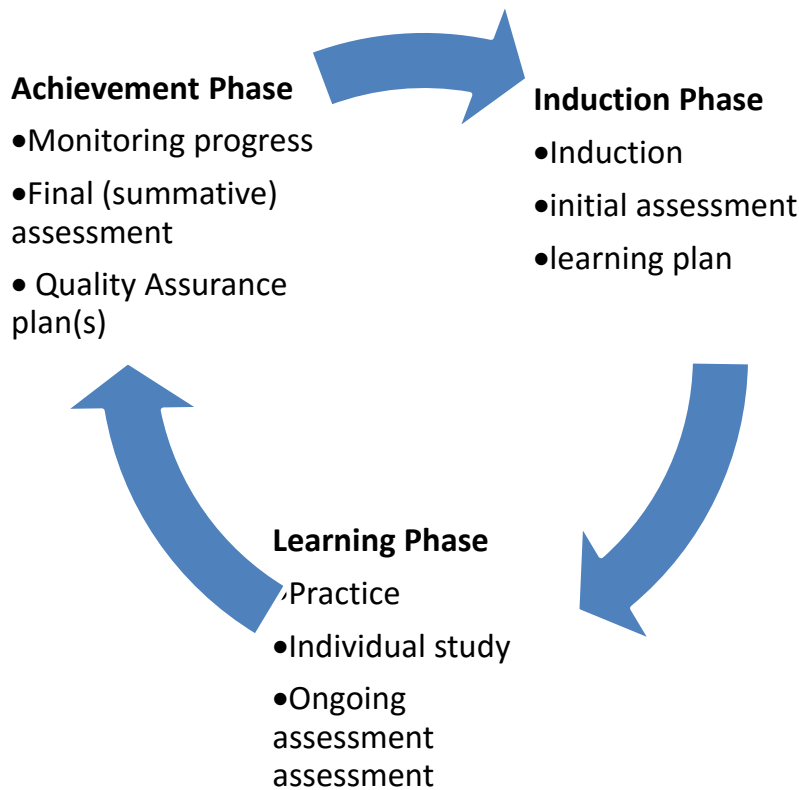 Achievement Phase
•Monitoring progress
•Final (summative)
assessment
• Quality Assurance
plan(s)
Induction Phase
•Induction
•initial assessment
•learning plan
Learning Phase
•Practice
•Individual study
•Ongoing
assessment
assessment